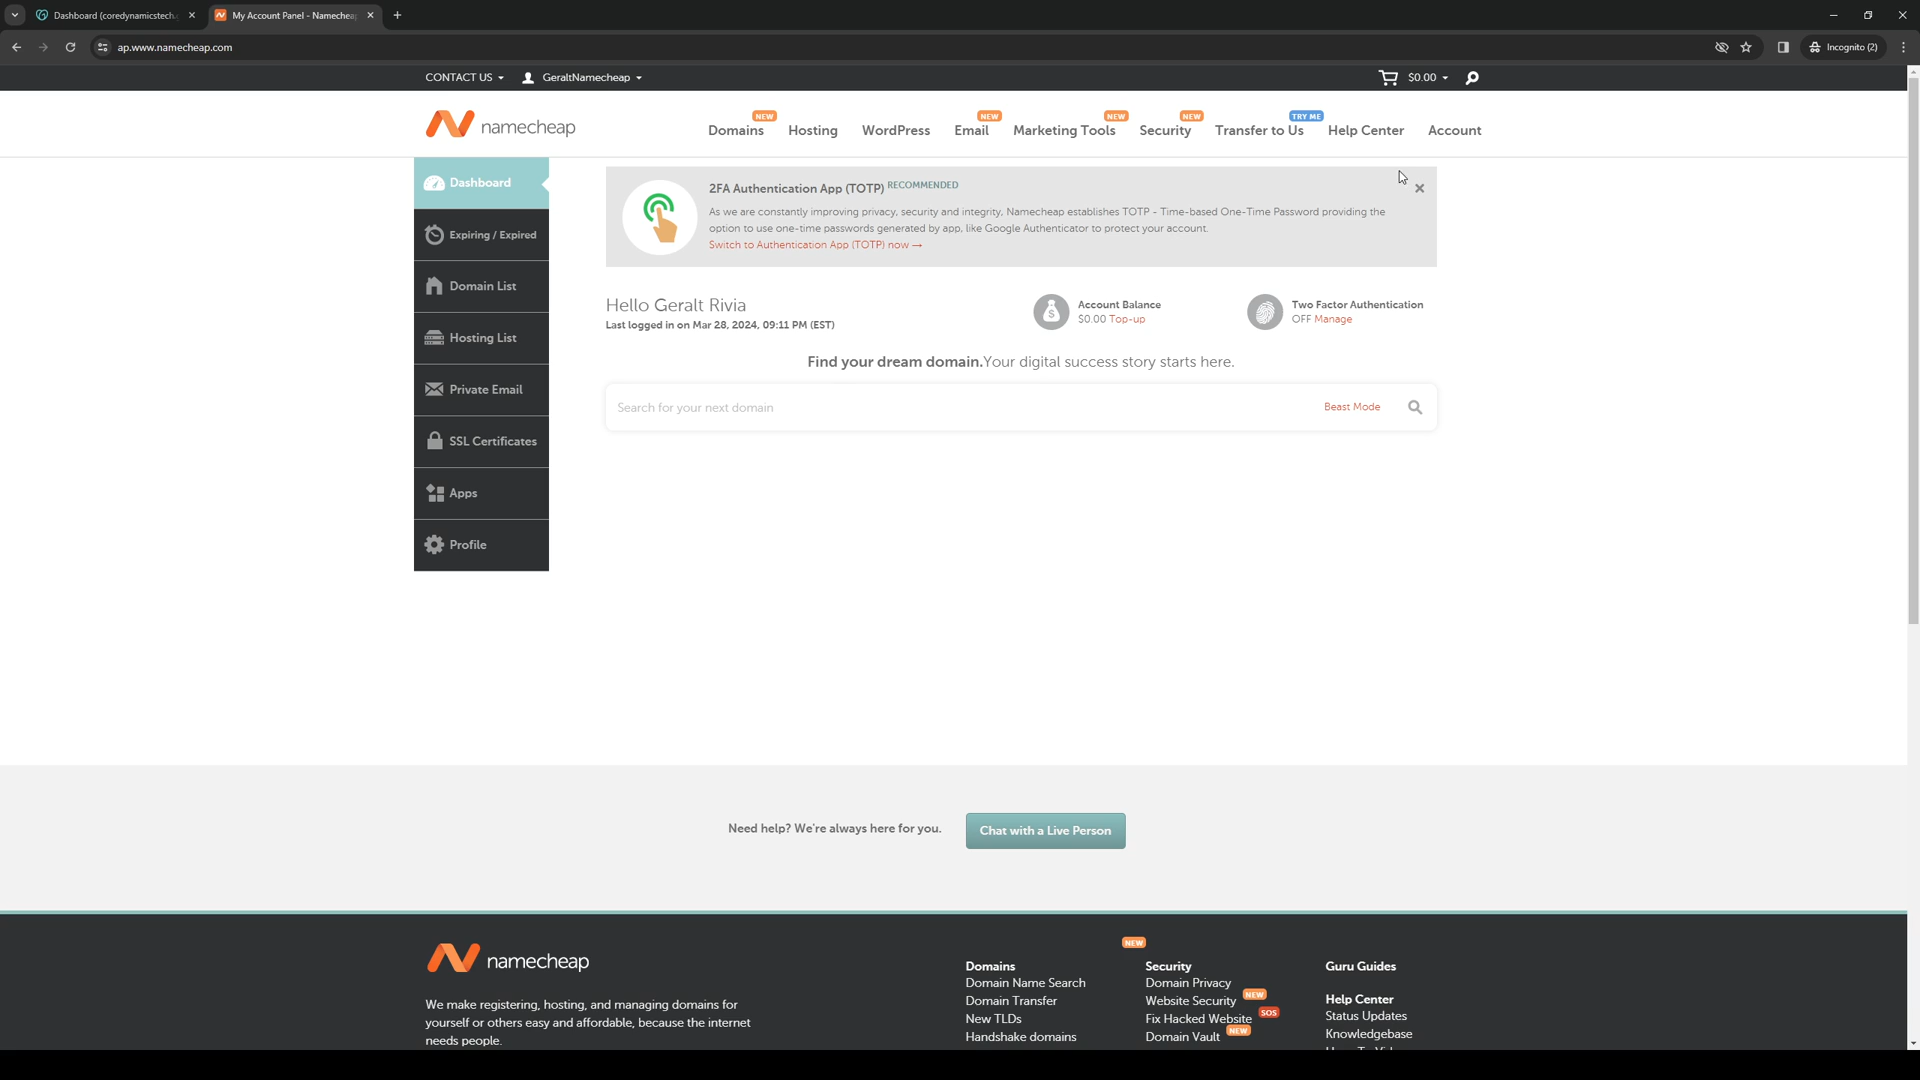 Dashboard (coredynamicstech.
My Account Panel - Namecheap
ap.www.namecheap.com
Incognito (2)
CONTACT US
GeraltNamecheap
$0.00
namecheap
NEW
NEW
NEW
NEW
TRY ME
Domains
Hosting
WordPress
Email
Marketing Tools
Security
Transfer to Us
Help Center
Account
Dashboard
Expiring / Expired
Domain List
Hosting List
Private Email
SSL Certificates
Apps
Profile
2FA Authentication App (TOTP) RECOMMENDED
As we are constantly improving privacy, security and integrity, Namecheap establishes TOTP - Time-based One-Time Password providing the
option to use one-time passwords generated by app, like Google Authenticator to protect your account.
Switch to Authentication App (TOTP) now →
Hello Geralt Rivia
Last logged in on Mar 28, 2024, 09:11 PM (EST)
Account Balance
$0.00 Top-up
Two Factor Authentication
OFF Manage
Find your dream domain.Your digital success story starts here.
Search for your next domain
Beast Mode
Need help? We're always here for you.
Chat with a Live Person
namecheap
We make registering, hosting, and managing domains for
yourself or others easy and affordable, because the internet
needs people.
Domains
Domain Name Search
Domain Transfer
New TLDs
Handshake domains
NEW
Security
Domain Privacy
Website Security NEW
Fix Hacked Website SOS
Domain Vault NEW
Guru Guides
Help Center
Status Updates
Knowledgebase